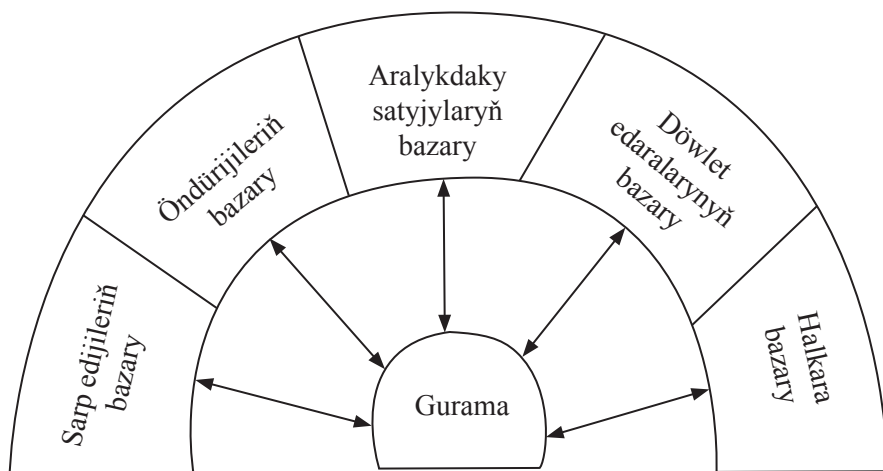 Sarp edijileriň
bazary
Öndürijileriň
bazary
Aralykdaky
satyjylaryň
bazary
Döwlet
edaralarynyň
bazary
Halkara
bazary
Gurama